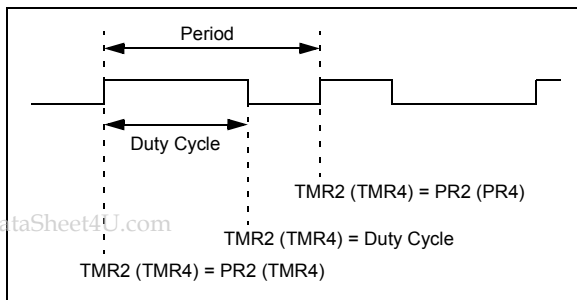 Period
Duty Cycle
TMR2 (TMR4) = PR2 (PR4)
ataSheet4U.com
TMR2 (TMR4) = Duty Cycle
TMR2 (TMR4) = PR2 (TMR4)